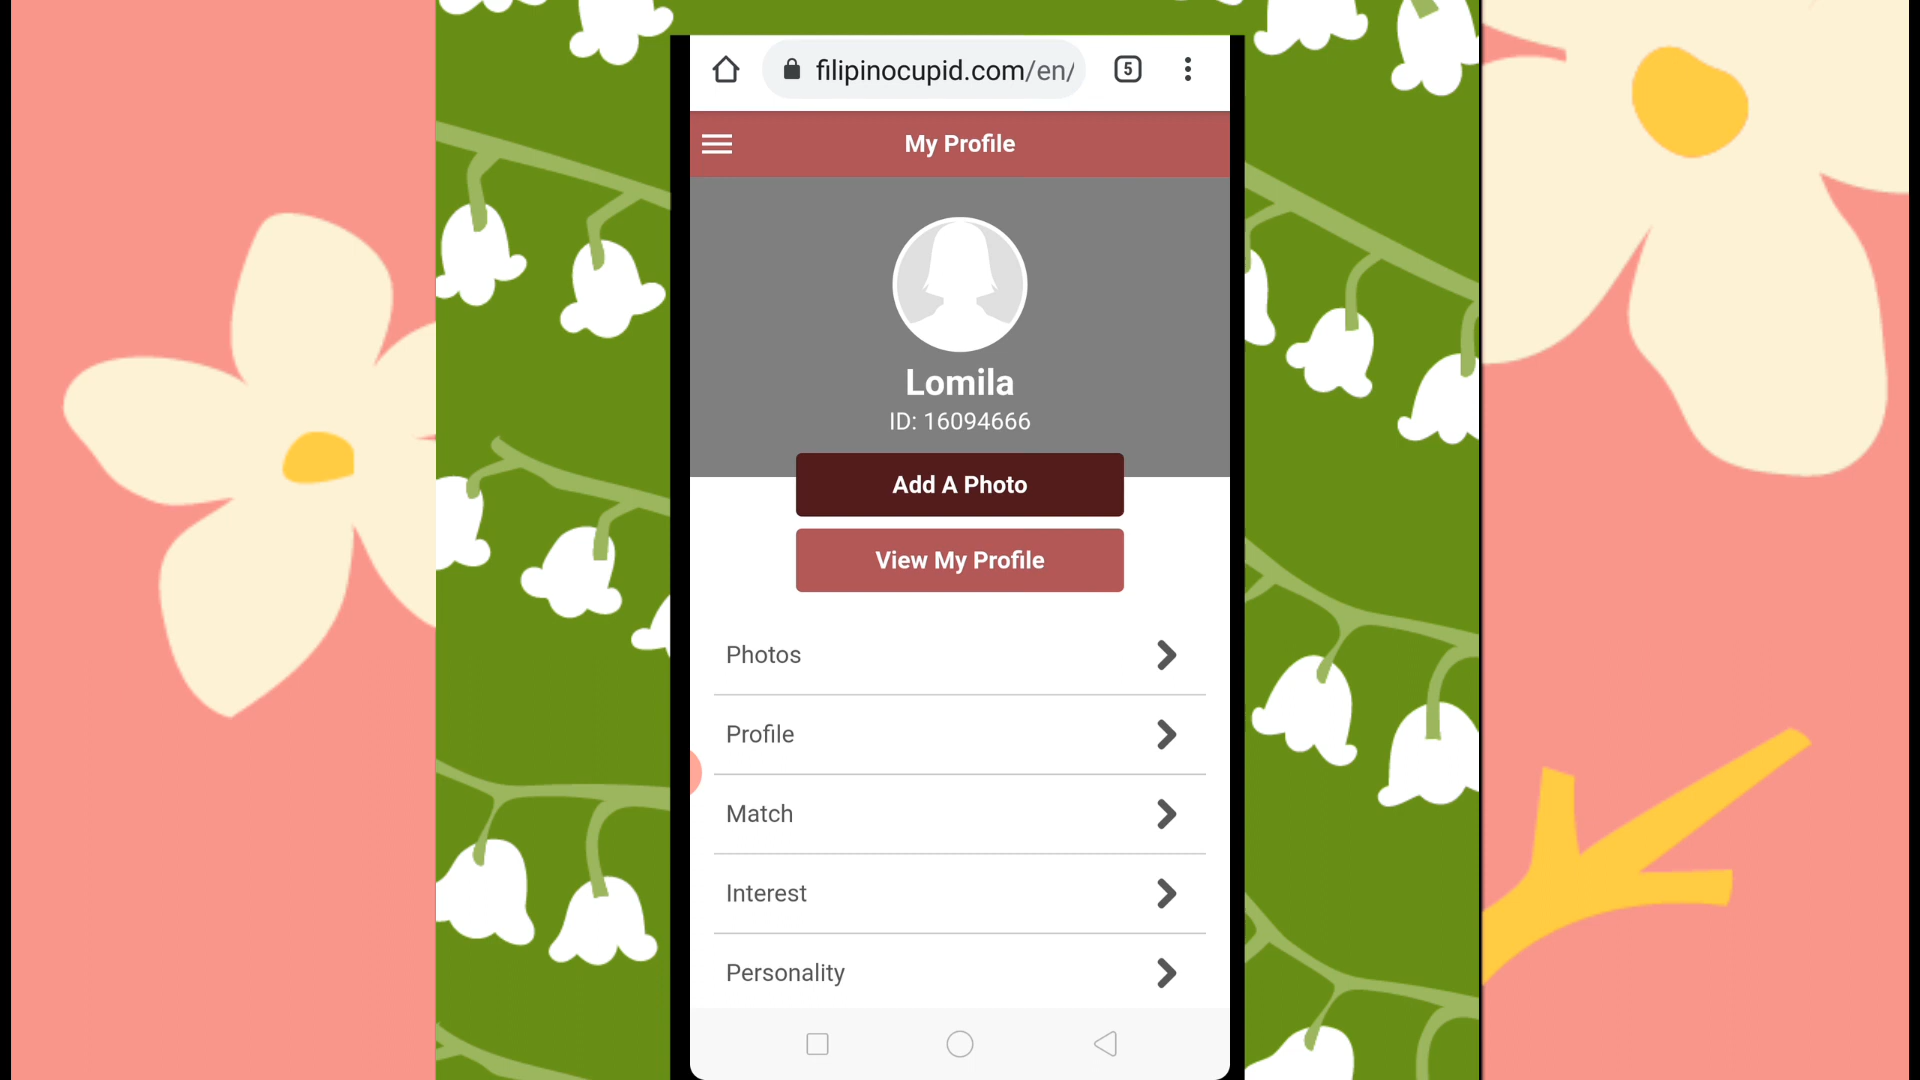 filipinocupid.com/en/
5
My Profile
Lomila
ID: 16094666
Add A Photo
View My Profile
Photos
Profile
Match
Interest
Personality